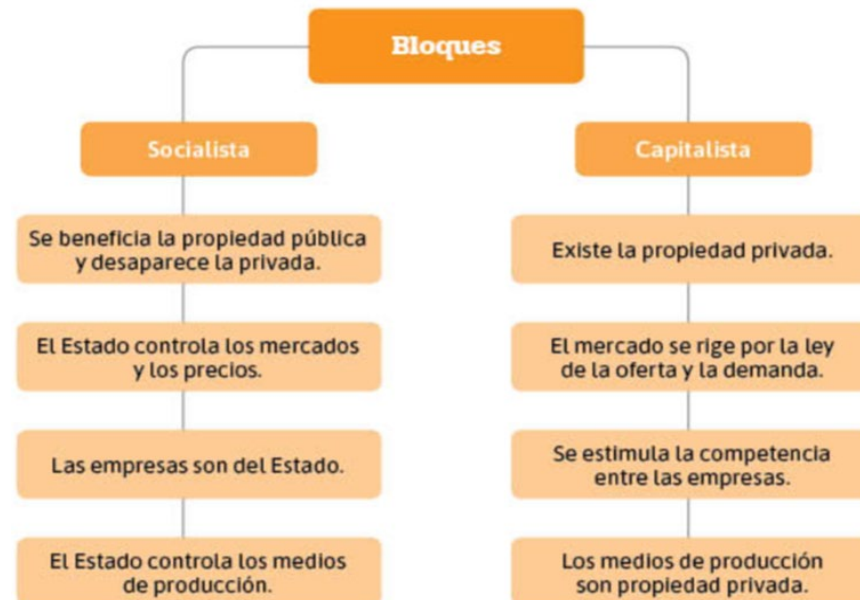 Bloques
Socialista
Se beneficia la propiedad pública
y desaparece la privada.
El Estado controla los mercados
y los precios.
Las empresas son del Estado.
El Estado controla los medios
de producción.
Capitalista
Existe la propiedad privada.
El mercado se rige por la ley
de la oferta y la demanda.
Se estimula la competencia
entre las empresas.
Los medios de producción
son propiedad privada.